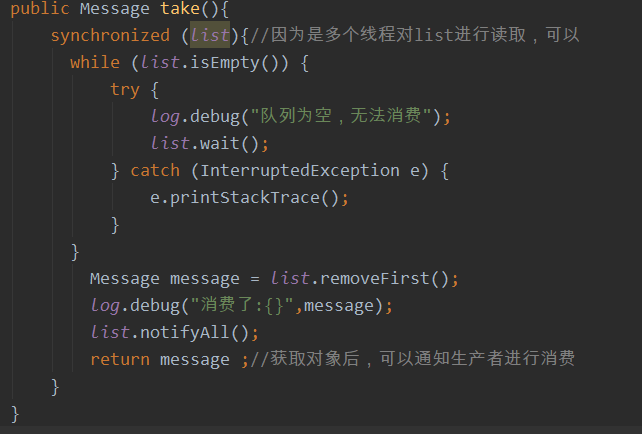 public Message take(){
synchronized (list){//因为是多个线程对list进行读取，可以
while (list.isEmpty()) {
try {
log.debug("队列为空，无法消费");
list.wait();
} catch (InterruptedException e) {
e.printStackTrace();
}
}
Message message = list.removeFirst();
log.debug("消费了:{}",message);
list.notifyAll();
return message ;//获取对象后，可以通知生产者进行消费
}
}